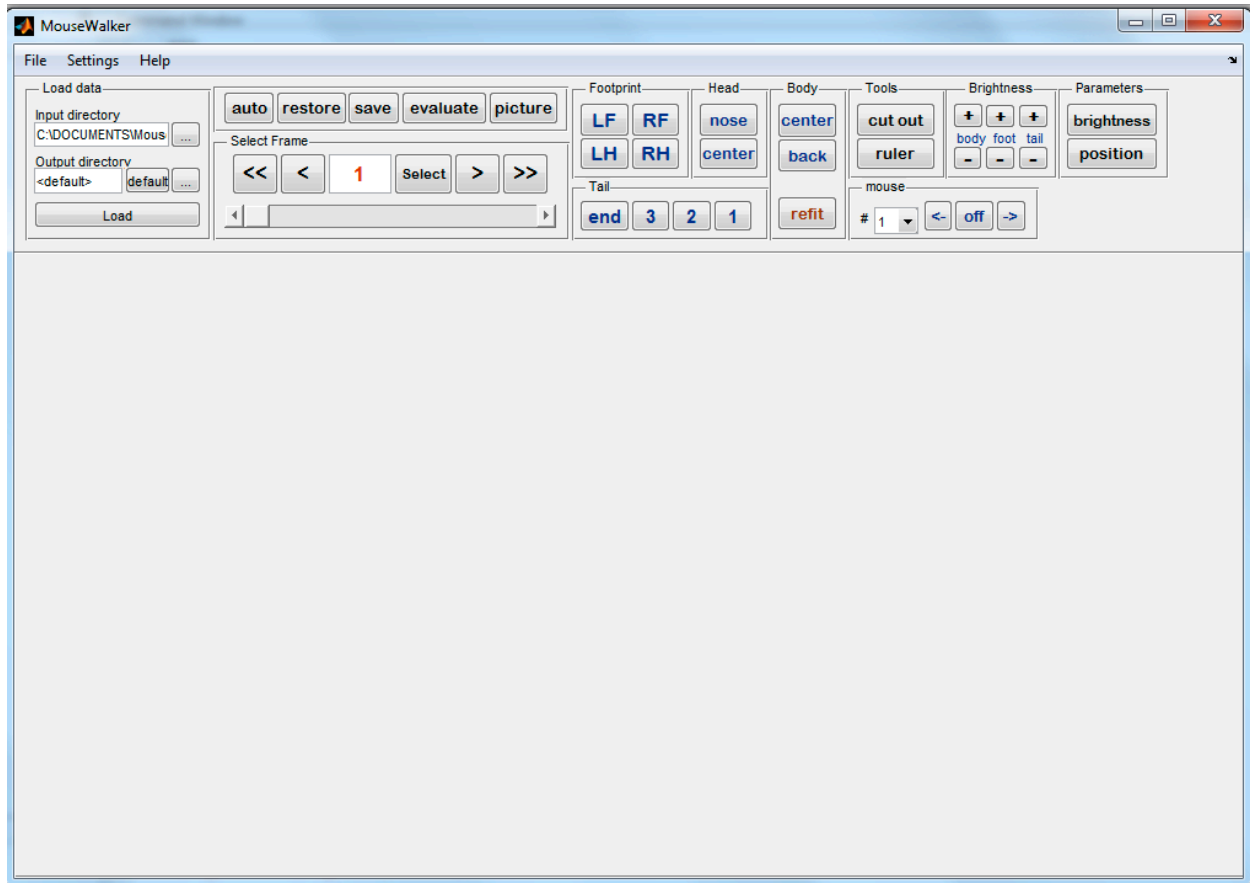 MouseWalker
File Settings Help
Load data
Input directory
C:\DOCUMENTS\Mous ...
Output directory
<default> default ...
Load
auto restore save evaluate picture
Select Frame
<< < 1 Select > >>
Footprint
LF RF
LH RH
Head
nose
center
Tail
end 3 2 1
Body
center
back
refit
Tools
cut out
ruler
Brightness
+ + +
body foot tail
- - -
Parameters
brightness
position
mouse
# 1 <- off ->